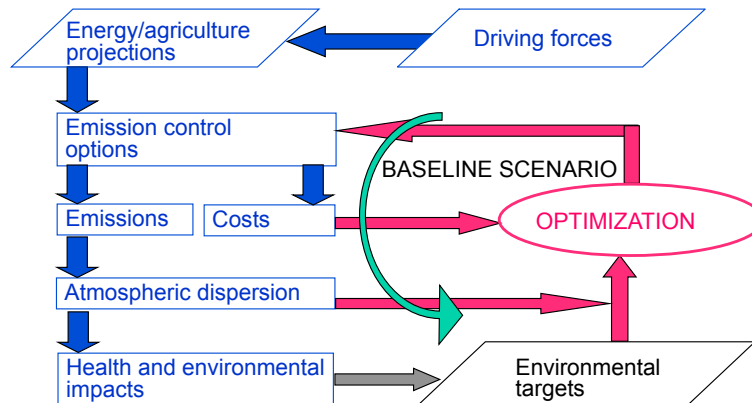 Energy/agriculture
projections
Driving forces
Emission control
options
BASELINE SCENARIO
Emissions
Costs
OPTIMIZATION
Atmospheric dispersion
Health and environmental
impacts
Environmental
targets